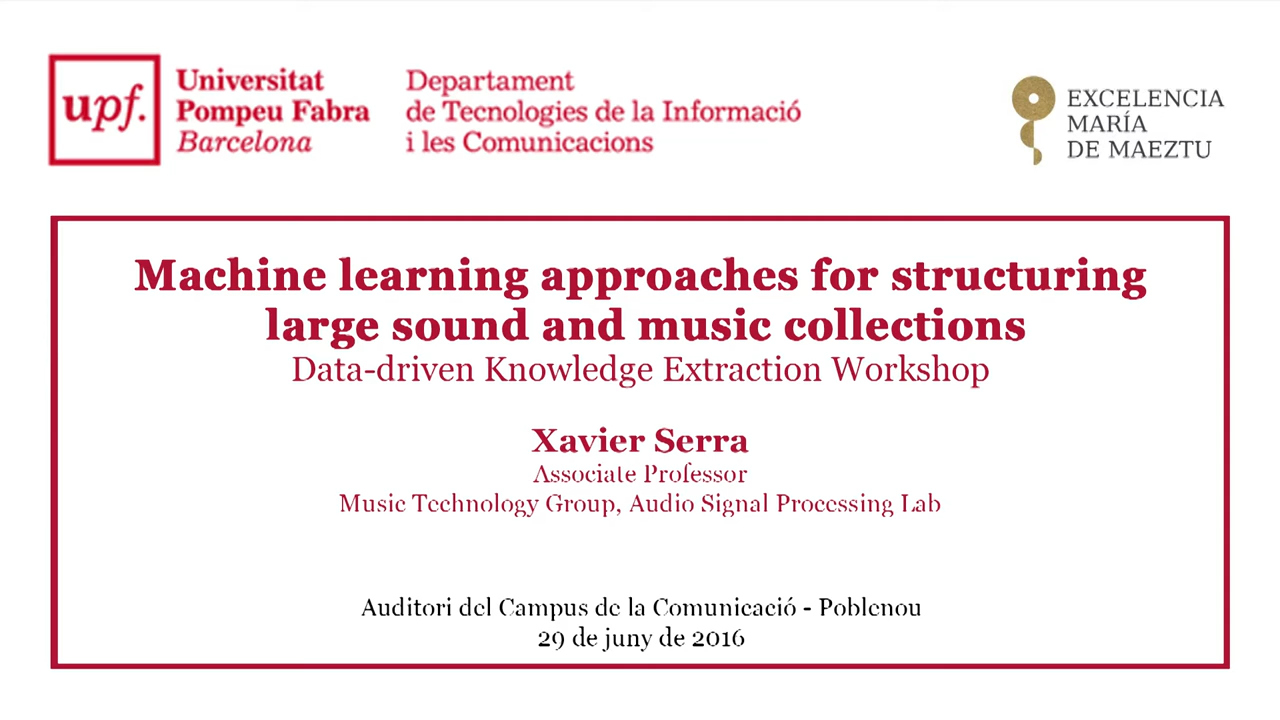 upf.
Universitat
Pompeu Fabra
Barcelona
Departament
de Tecnologies de la Informació
i les Comunicacions
EXCELENCIA
MARÍA
DE MAEZTU
Machine learning approaches for structuring
large sound and music collections
Data-driven Knowledge Extraction Workshop
Xavier Serra
Associate Professor
Music Technology Group, Audio Signal Processing Lab
Auditori del Campus de la Comunicació - Poblenou
29 de juny de 2016